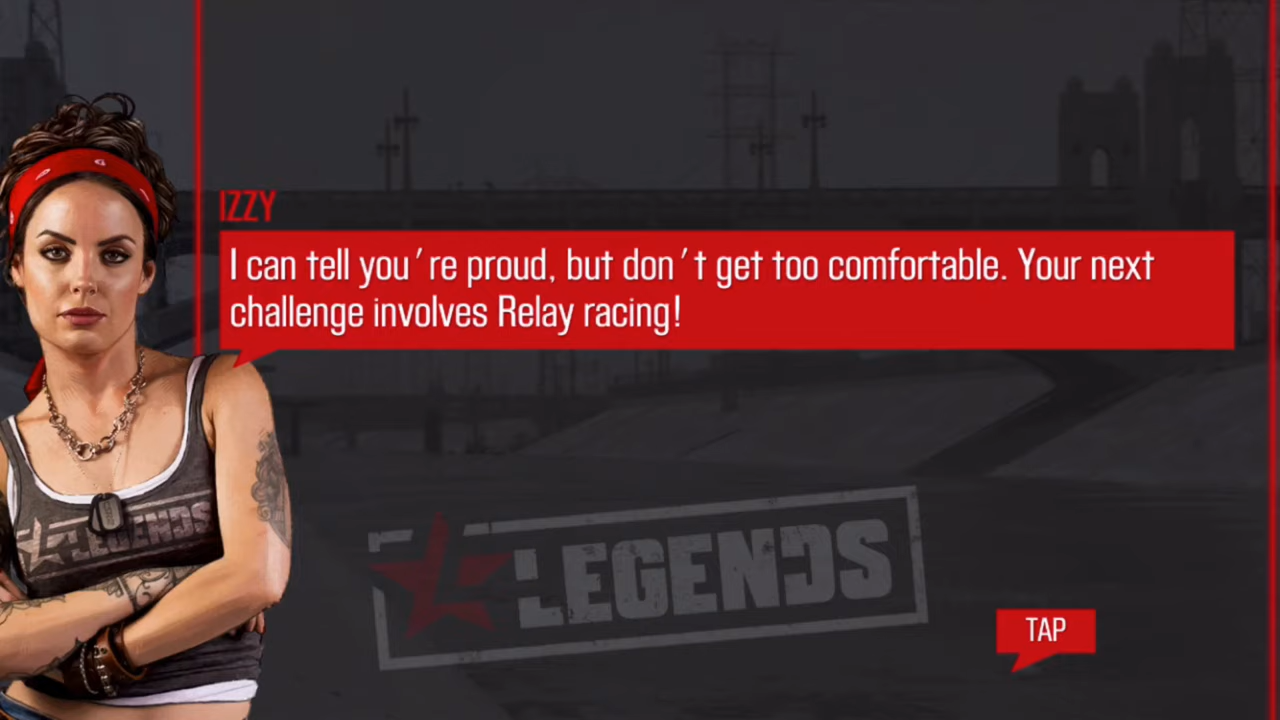 IZZY
I can tell you're proud, but don't get too comfortable. Your next
challenge involves Relay racing!
LEGENDS
LEGENDS
TAP